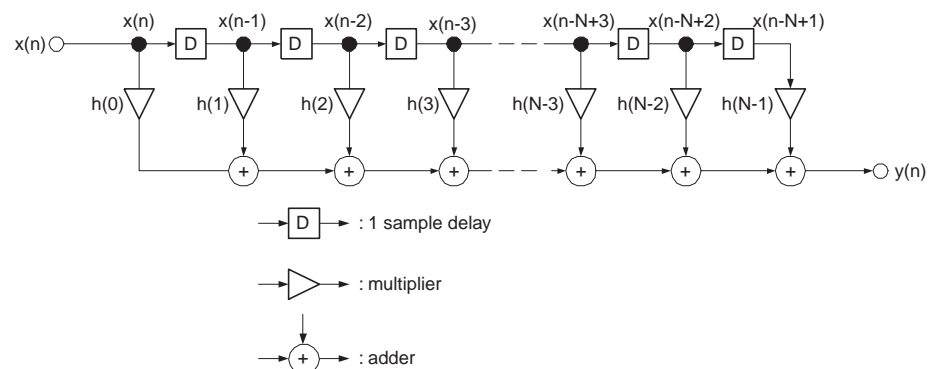 x(n) x(n-1) x(n-2) x(n-3) x(n-N+3) x(n-N+2) x(n-N+1)
x(n) D D D D D
h(0) h(1) h(2) h(3) h(N-3) h(N-2) h(N-1)
+ + + + + + y(n)
D : 1 sample delay
: multiplier
+ : adder